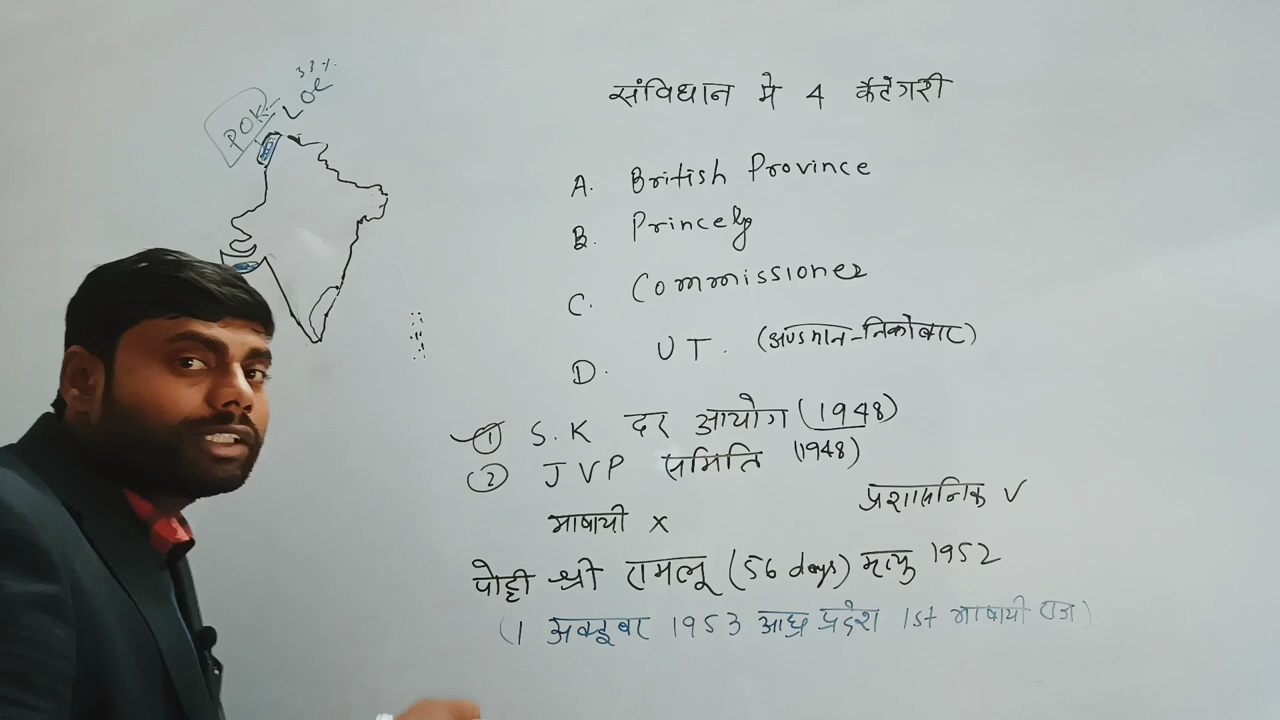 33%
LOC
POK
संविधान मे 4 कैटेगरी
A. British Province
B. Princely
C. Commissioner
D. UT. (अण्डमान-निकोबार)
① S.K दर आयोग (1948)
② JVP समिति (1948)
भाषायी × प्रशासनिक ✓
पोट्टी श्री रामलू (56 days) मृत्यु 1952
(1 अक्टूबर 1953 आंध्र प्रदेश 1st भाषायी राज)